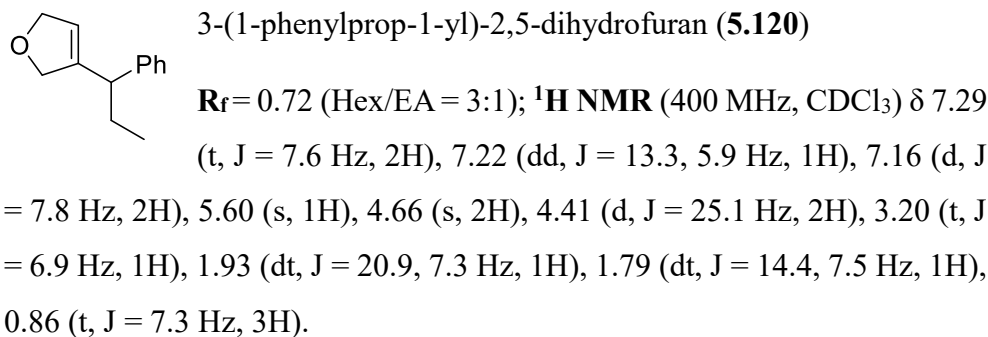 3-(1-phenylprop-1-yl)-2,5-dihydrofuran (5.120)
O
Ph
Rf = 0.72 (Hex/EA = 3:1); ¹H NMR (400 MHz, CDCl₃) δ 7.29
(t, J = 7.6 Hz, 2H), 7.22 (dd, J = 13.3, 5.9 Hz, 1H), 7.16 (d, J
= 7.8 Hz, 2H), 5.60 (s, 1H), 4.66 (s, 2H), 4.41 (d, J = 25.1 Hz, 2H), 3.20 (t, J
= 6.9 Hz, 1H), 1.93 (dt, J = 20.9, 7.3 Hz, 1H), 1.79 (dt, J = 14.4, 7.5 Hz, 1H),
0.86 (t, J = 7.3 Hz, 3H).